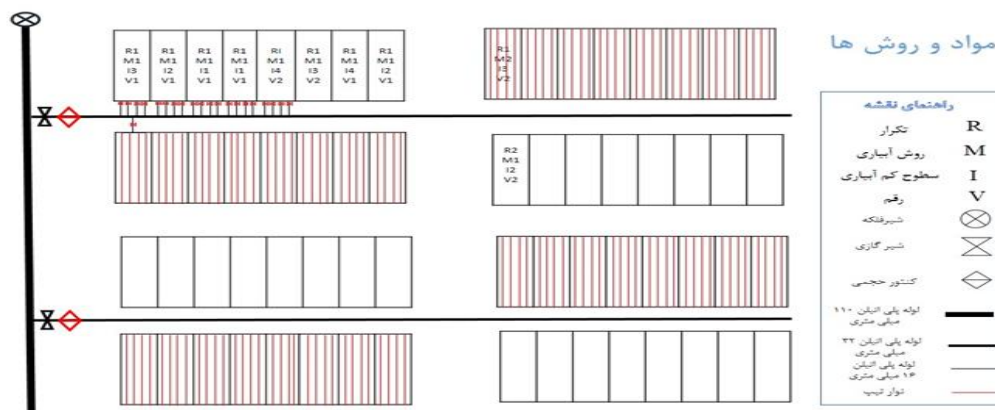 مواد و روش ها
R1 R1 R1 R1 RI R1 R1 R1
M1 M1 M1 M1 M1 M1 M1 M1
I3 I2 I1 I1 I4 I3 I4 I2
V1 V1 V1 V1 V2 V2 V1 V1
R1
M2
I3
V2
R2
M1
I2
V2
راهنمای نقشه
تکرار R
روش آبیاری M
سطوح کم آبیاری I
رقم V
شیرفلکه
شیر گازی
کنتور حجمی
لوله پلی اتیلن ۱۱۰
میلی متری
لوله پلی اتیلن ۳۲
میلی متری
لوله پلی اتیلن
۱۶ میلی متری
نوار تیپ